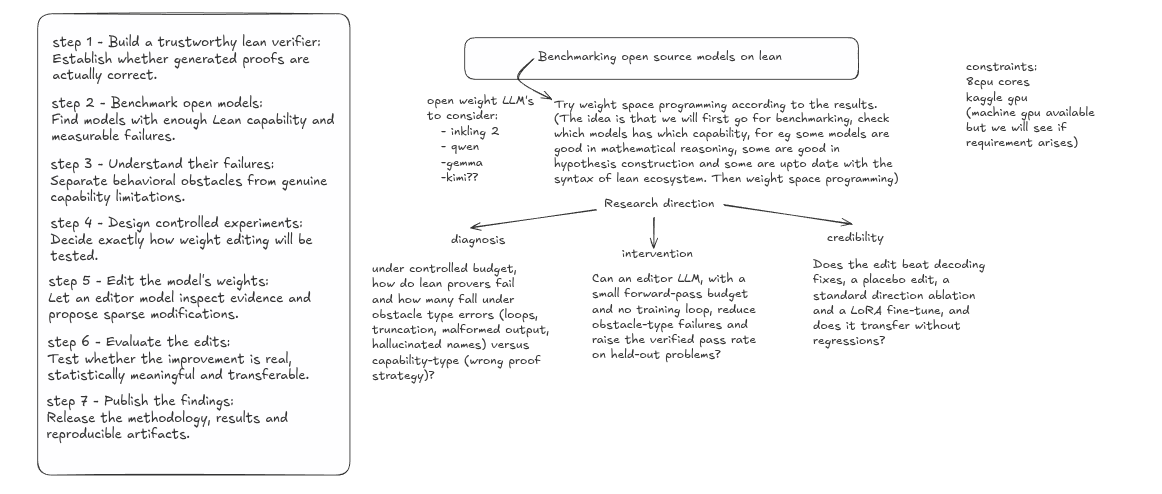 step 1 - Build a trustworthy lean verifier:
Establish whether generated proofs are
actually correct.
step 2 - Benchmark open models:
Find models with enough Lean capability and
measurable failures.
step 3 - Understand their failures:
Separate behavioral obstacles from genuine
capability limitations.
step 4 - Design controlled experiments:
Decide exactly how weight editing will be
tested.
step 5 - Edit the model's weights:
Let an editor model inspect evidence and
propose sparse modifications.
step 6 - Evaluate the edits:
Test whether the improvement is real,
statistically meaningful and transferable.
step 7 - Publish the findings:
Release the methodology, results and
reproducible artifacts.
Benchmarking open source models on lean
open weight LLM's
to consider:
- inkling 2
- qwen
-gemma
-kimi??
Try weight space programming according to the results.
(The idea is that we will first go for benchmarking, check
which models has which capability, for eg some models are
good in mathematical reasoning, some are good in
hypothesis construction and some are upto date with the
syntax of lean ecosystem. Then weight space programming)
constraints:
8cpu cores
kaggle gpu
(machine gpu available
but we will see if
requirement arises)
Research direction
diagnosis
under controlled budget,
how do lean provers fail
and how many fall under
obstacle type errors (loops,
truncation, malformed output,
hallucinated names) versus
capability-type (wrong proof
strategy)?
intervention
Can an editor LLM, with a
small forward-pass budget
and no training loop, reduce
obstacle-type failures and
raise the verified pass rate
on held-out problems?
credibility
Does the edit beat decoding
fixes, a placebo edit, a
standard direction ablation
and a LoRA fine-tune, and
does it transfer without
regressions?